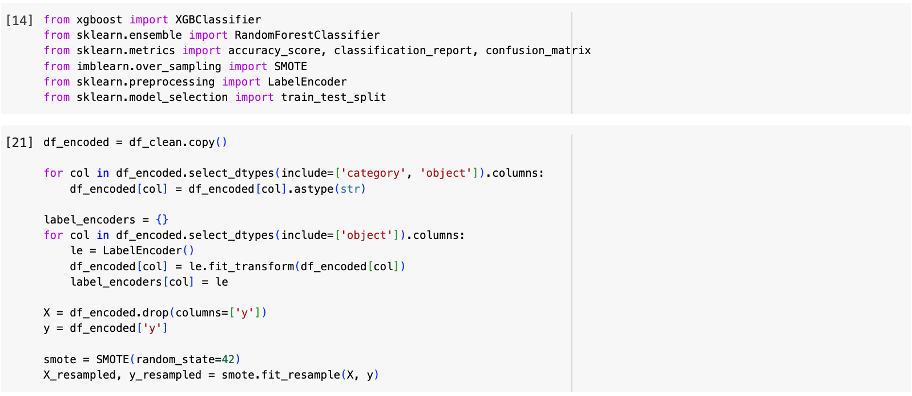 [14] from xgboost import XGBClassifier
from sklearn.ensemble import RandomForestClassifier
from sklearn.metrics import accuracy_score, classification_report, confusion_matrix
from imblearn.over_sampling import SMOTE
from sklearn.preprocessing import LabelEncoder
from sklearn.model_selection import train_test_split
[21] df_encoded = df_clean.copy()
for col in df_encoded.select_dtypes(include=['category', 'object']).columns:
    df_encoded[col] = df_encoded[col].astype(str)
label_encoders = {}
for col in df_encoded.select_dtypes(include=['object']).columns:
    le = LabelEncoder()
    df_encoded[col] = le.fit_transform(df_encoded[col])
    label_encoders[col] = le
X = df_encoded.drop(columns=['y'])
y = df_encoded['y']
smote = SMOTE(random_state=42)
X_resampled, y_resampled = smote.fit_resample(X, y)